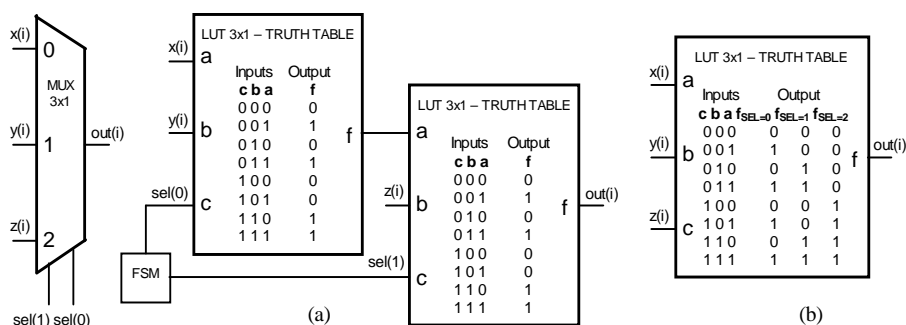 x(i)
0
MUX
3x1
y(i)
1
out(i)
z(i)
2
sel(1) sel(0)
LUT 3x1 – TRUTH TABLE
x(i)
a
Inputs Output
c b a f
0 0 0 0
0 0 1 1
0 1 0 0
0 1 1 1
1 0 0 0
1 0 1 0
1 1 0 1
1 1 1 1
y(i)
b
f
sel(0)
c
FSM
sel(1)
(a)
LUT 3x1 – TRUTH TABLE
a
Inputs Output
c b a f
0 0 0 0
0 0 1 1
0 1 0 0
0 1 1 1
1 0 0 0
1 0 1 0
1 1 0 1
1 1 1 1
z(i)
b
f
out(i)
c
LUT 3x1 – TRUTH TABLE
x(i)
a
Inputs Output
c b a fSEL=0 fSEL=1 fSEL=2
0 0 0 0 0 0
0 0 1 1 0 0
0 1 0 0 1 0
0 1 1 1 1 0
1 0 0 0 0 1
1 0 1 1 0 1
1 1 0 0 1 1
1 1 1 1 1 1
y(i)
b
f
out(i)
z(i)
c
(b)